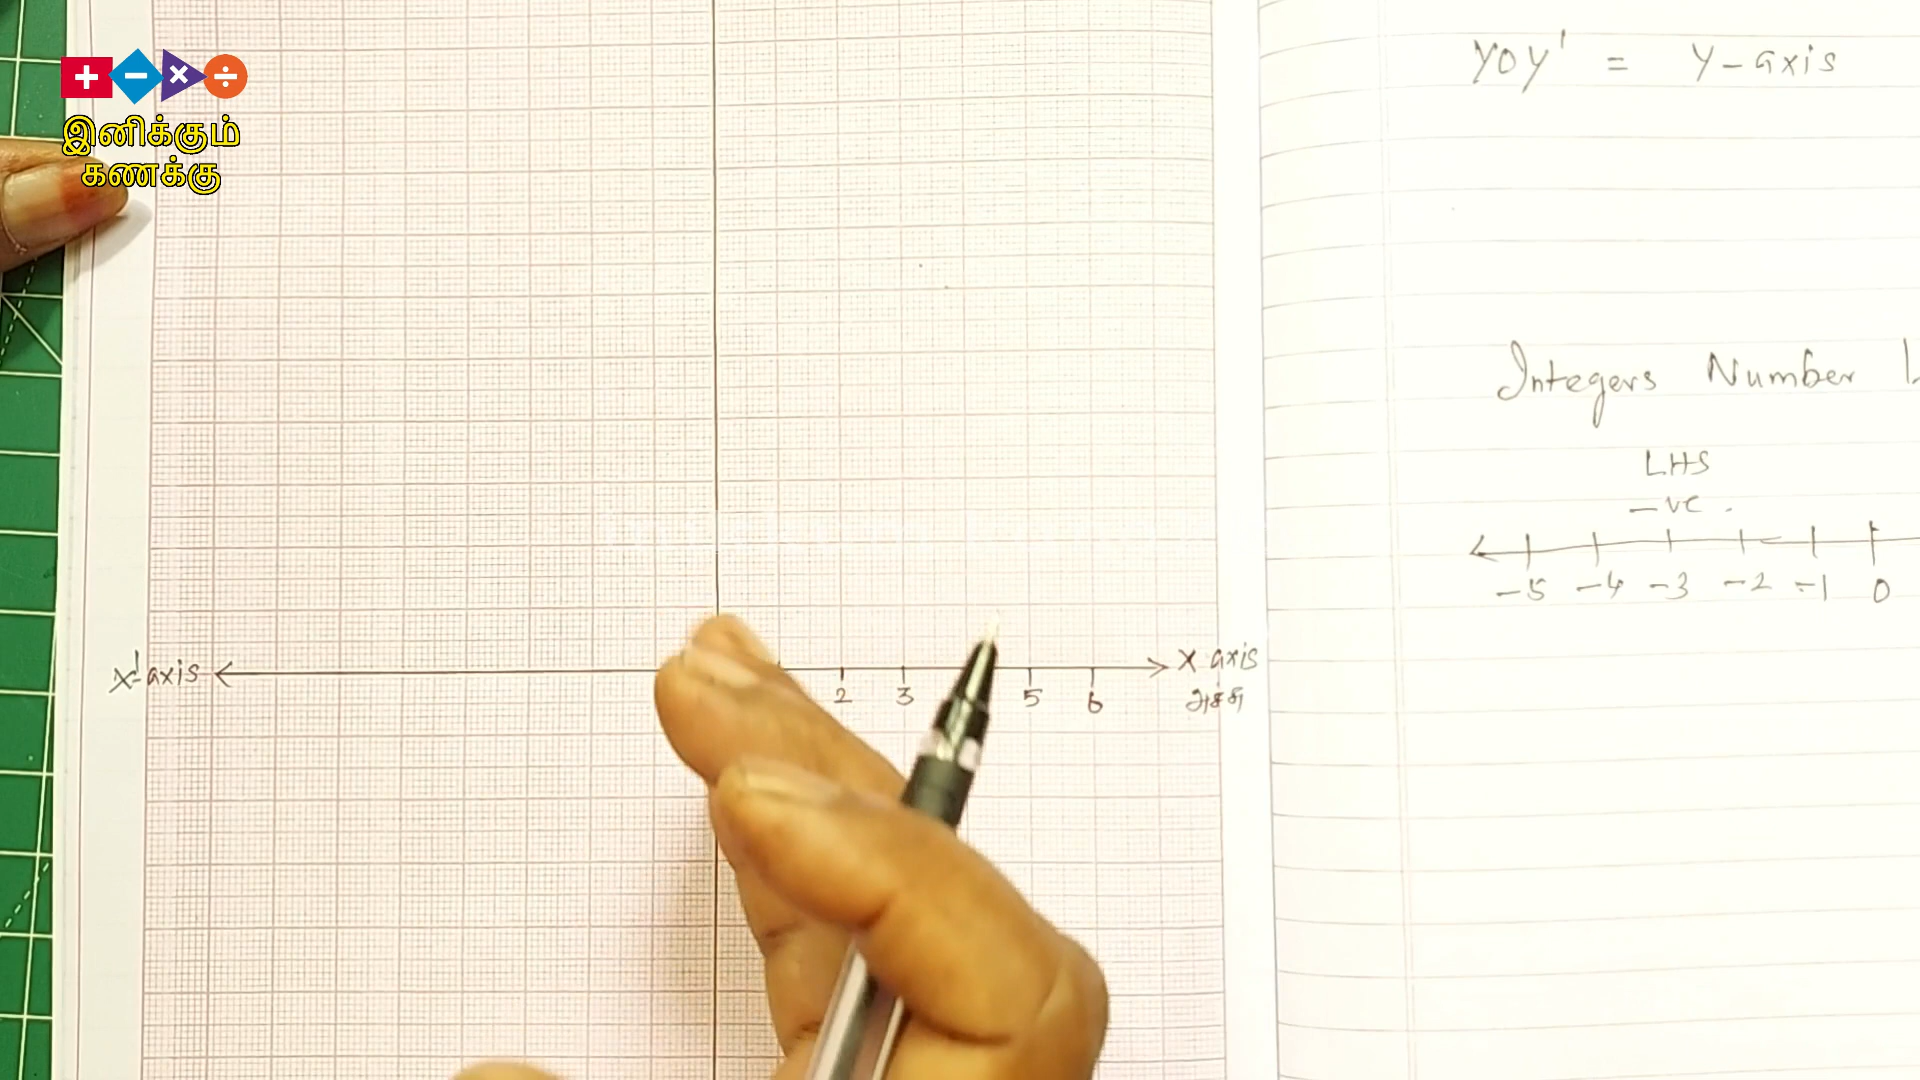 இனிக்கும்
கணக்கு
YOY' = Y-axis
Integers Number
LHS
-ve
-5 -4 -3 -2 -1 0
x'-axis
x axis
2 3 5 6
அச்சு